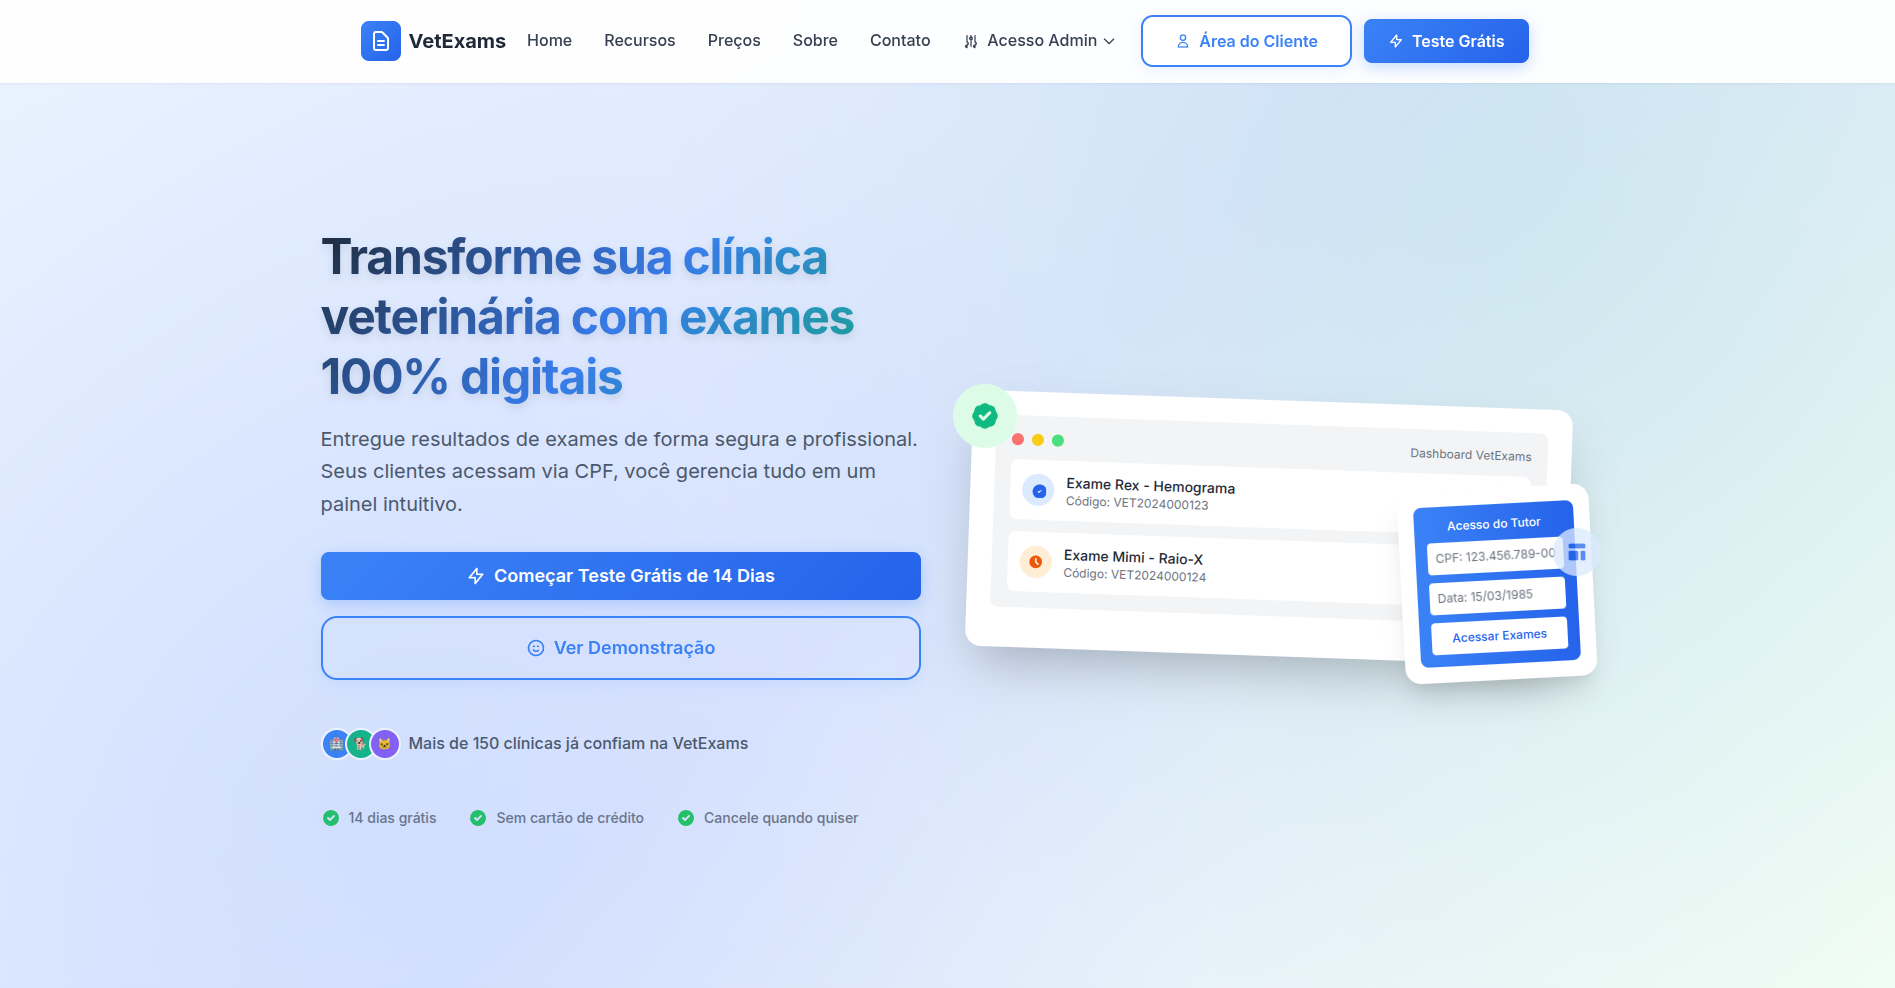 VetExams
Home
Recursos
Preços
Sobre
Contato
Acesso Admin
Área do Cliente
Teste Grátis
Transforme sua clínica
veterinária com exames
100% digitais
Entregue resultados de exames de forma segura e profissional.
Seus clientes acessam via CPF, você gerencia tudo em um
painel intuitivo.
Começar Teste Grátis de 14 Dias
Ver Demonstração
Mais de 150 clínicas já confiam na VetExams
14 dias grátis
Sem cartão de crédito
Cancele quando quiser
Dashboard VetExams
Exame Rex - Hemograma
Código: VET2024000123
Exame Mimi - Raio-X
Código: VET2024000124
Acesso do Tutor
CPF: 123.456.789-00
Data: 15/03/1985
Acessar Exames